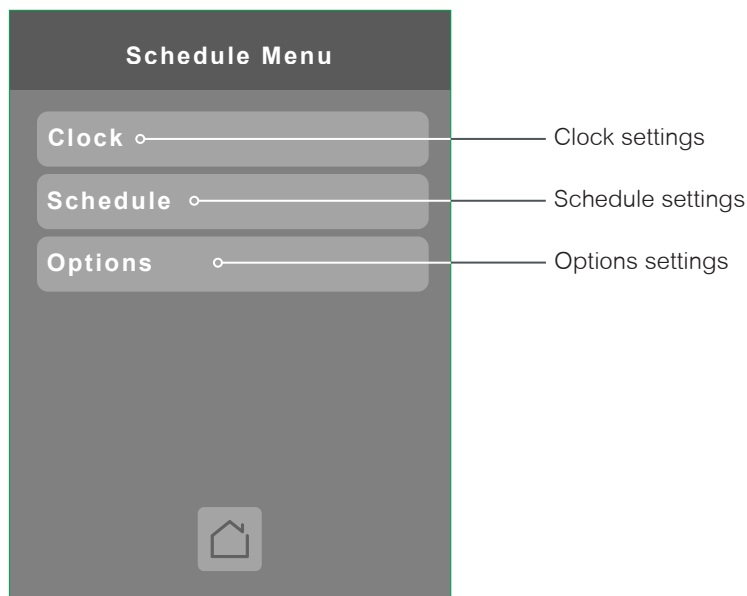 Schedule Menu
Clock
Clock settings
Schedule
Schedule settings
Options
Options settings